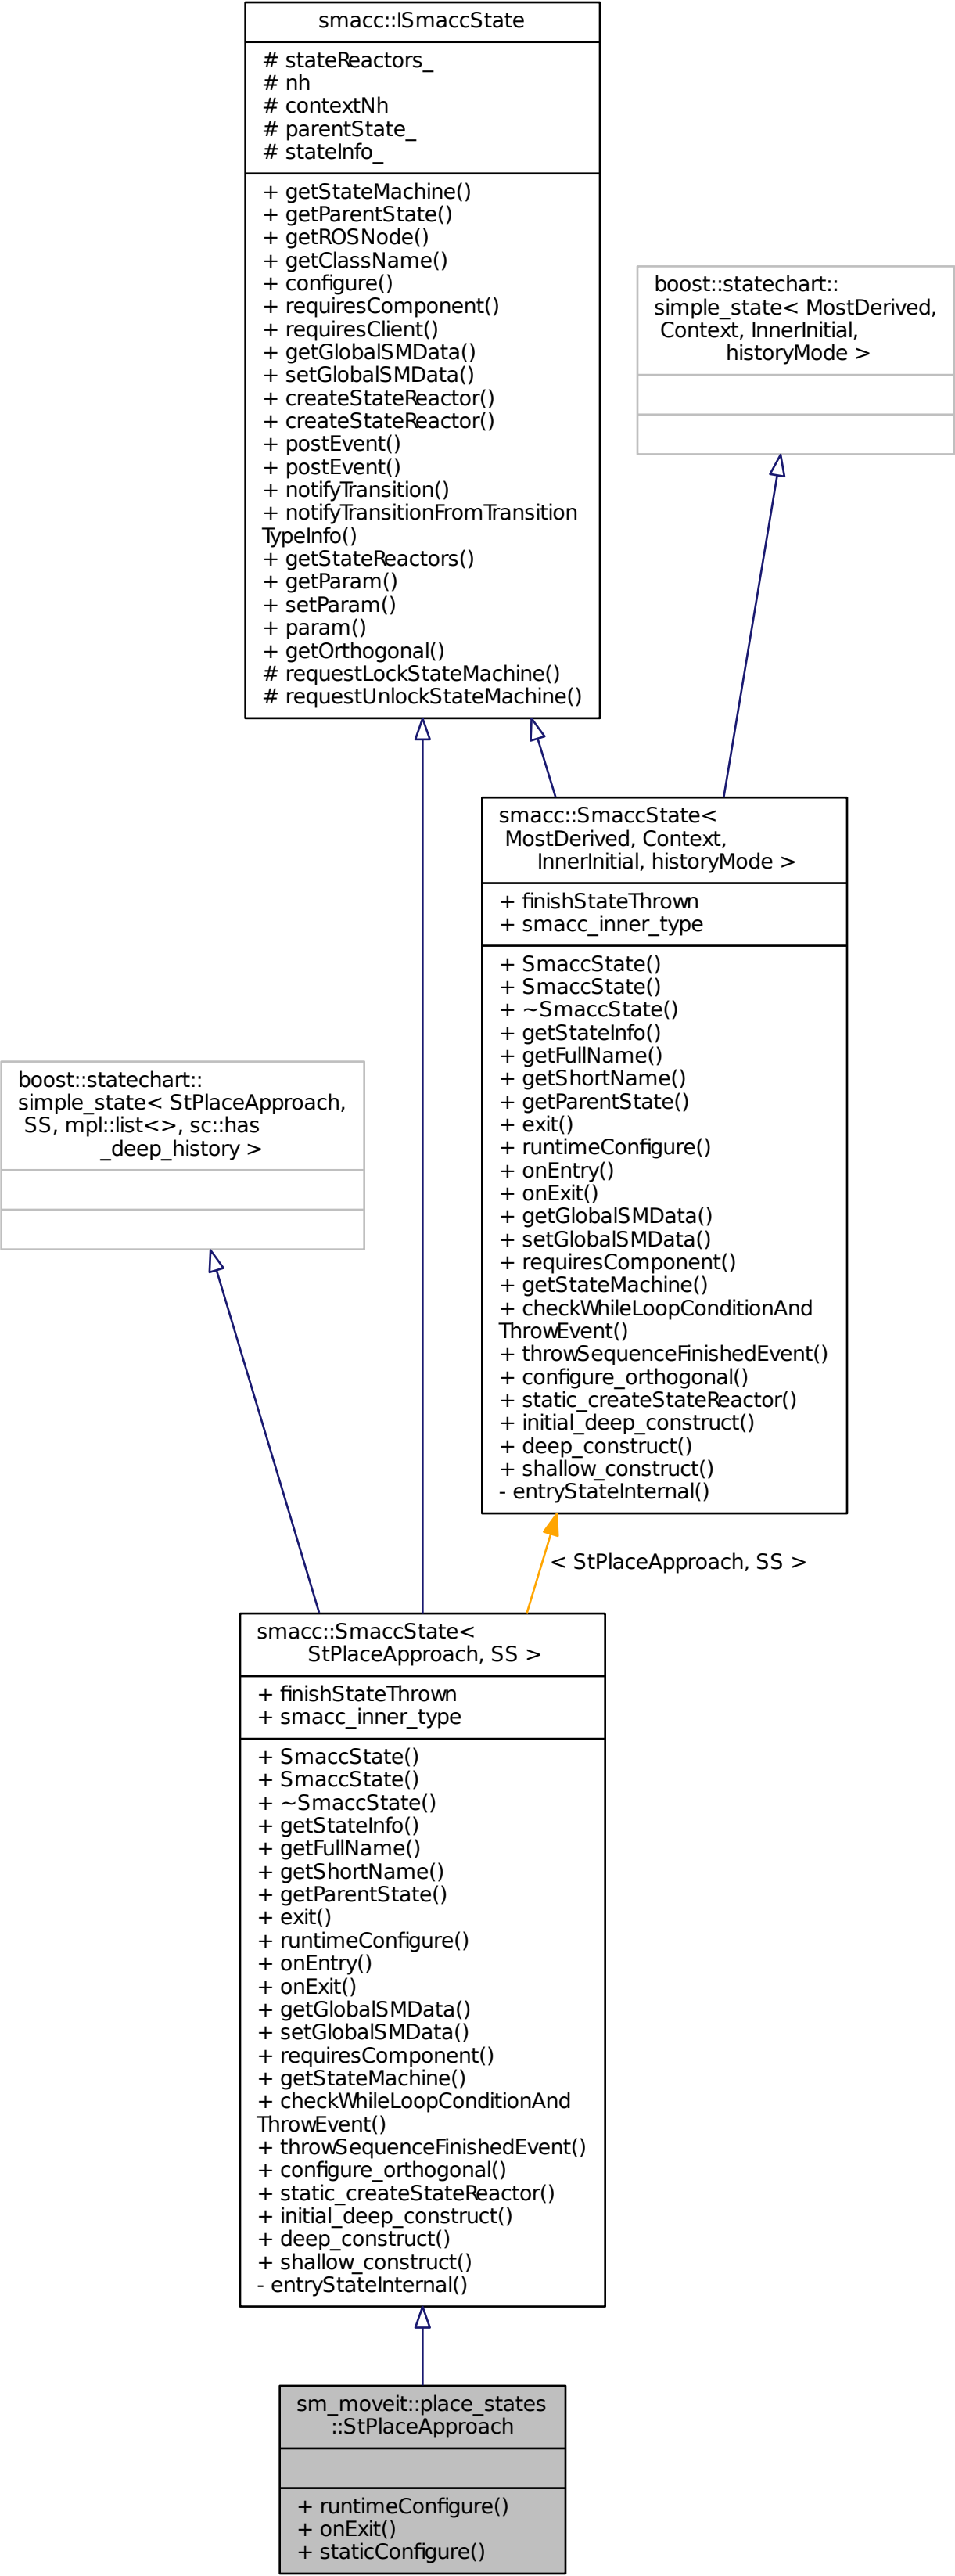 smacc::ISmaccState
# stateReactors_
# nh
# contextNh
# parentState_
# stateInfo_
+ getStateMachine()
+ getParentState()
+ getROSNode()
+ getClassName()
+ configure()
+ requiresComponent()
+ requiresClient()
+ getGlobalSMData()
+ setGlobalSMData()
+ createStateReactor()
+ createStateReactor()
+ postEvent()
+ postEvent()
+ notifyTransition()
+ notifyTransitionFromTransition
TypeInfo()
+ getStateReactors()
+ getParam()
+ setParam()
+ param()
+ getOrthogonal()
# requestLockStateMachine()
# requestUnlockStateMachine()
boost::statechart::
simple_state< MostDerived,
Context, InnerInitial,
historyMode >
smacc::SmaccState<
MostDerived, Context,
InnerInitial, historyMode >
+ finishStateThrown
+ smacc_inner_type
+ SmaccState()
+ SmaccState()
+ ~SmaccState()
+ getStateInfo()
+ getFullName()
+ getShortName()
+ getParentState()
+ exit()
+ runtimeConfigure()
+ onEntry()
+ onExit()
+ getGlobalSMData()
+ setGlobalSMData()
+ requiresComponent()
+ getStateMachine()
+ checkWhileLoopConditionAnd
ThrowEvent()
+ throwSequenceFinishedEvent()
+ configure_orthogonal()
+ static_createStateReactor()
+ initial_deep_construct()
+ deep_construct()
+ shallow_construct()
- entryStateInternal()
boost::statechart::
simple_state< StPlaceApproach,
SS, mpl::list<>, sc::has
_deep_history >
< StPlaceApproach, SS >
smacc::SmaccState<
StPlaceApproach, SS >
+ finishStateThrown
+ smacc_inner_type
+ SmaccState()
+ SmaccState()
+ ~SmaccState()
+ getStateInfo()
+ getFullName()
+ getShortName()
+ getParentState()
+ exit()
+ runtimeConfigure()
+ onEntry()
+ onExit()
+ getGlobalSMData()
+ setGlobalSMData()
+ requiresComponent()
+ getStateMachine()
+ checkWhileLoopConditionAnd
ThrowEvent()
+ throwSequenceFinishedEvent()
+ configure_orthogonal()
+ static_createStateReactor()
+ initial_deep_construct()
+ deep_construct()
+ shallow_construct()
- entryStateInternal()
sm_moveit::place_states
::StPlaceApproach
+ runtimeConfigure()
+ onExit()
+ staticConfigure()